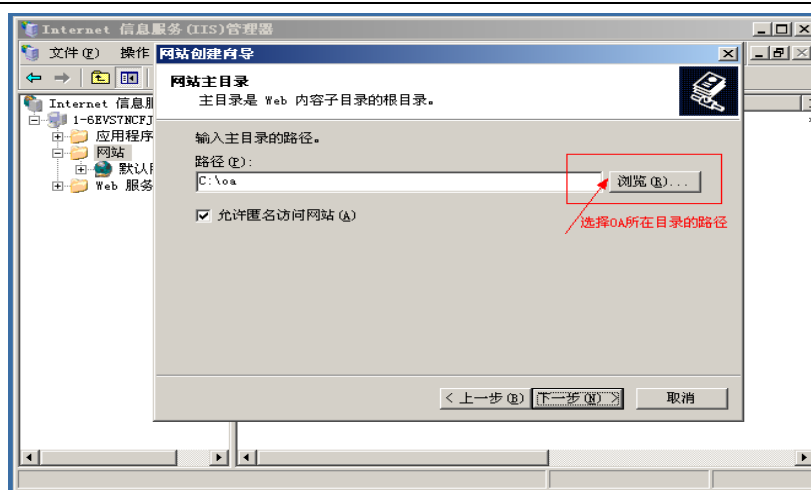 Internet 信息服务(IIS)管理器
文件(F) 操作
网站创建向导
网站主目录
主目录是 Web 内容子目录的根目录。
Internet 信息服
1-6EVS7NCFJ
应用程序
网站
默认
Web 服务
输入主目录的路径。
路径(P):
C:\oa
浏览(R)...
允许匿名访问网站(A)
选择OA所在目录的路径
< 上一步(B)
下一步(N) >
取消